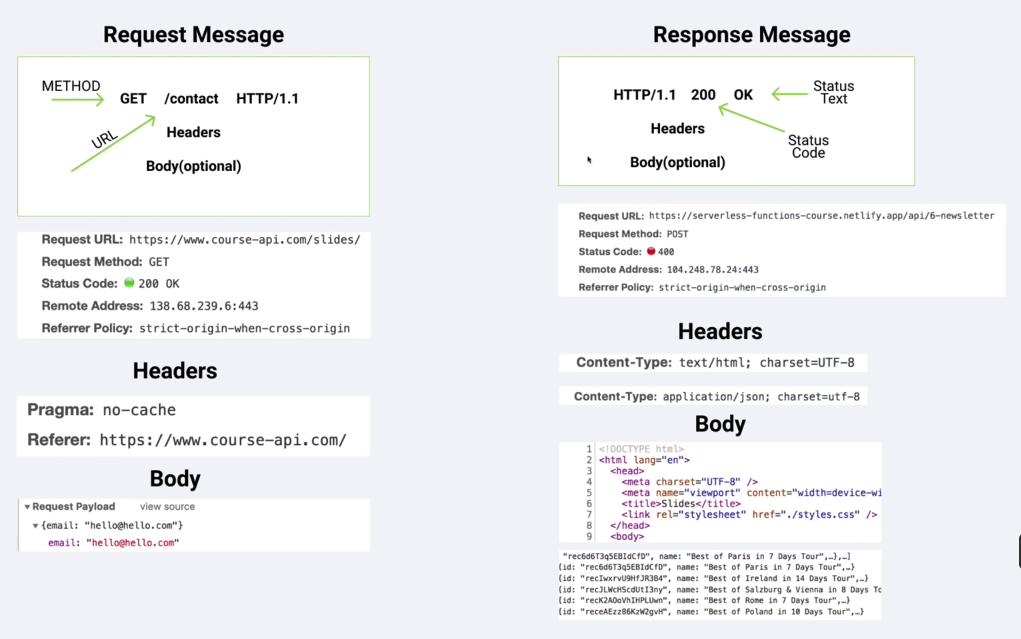 Request Message
METHOD
GET /contact HTTP/1.1
URL
Headers
Body(optional)
Request URL: https://www.course-api.com/slides/
Request Method: GET
Status Code: 200 OK
Remote Address: 138.68.239.6:443
Referrer Policy: strict-origin-when-cross-origin
Headers
Pragma: no-cache
Referer: https://www.course-api.com/
Body
Request Payload view source
{email: "hello@hello.com"}
email: "hello@hello.com"
Response Message
HTTP/1.1 200 OK
Status
Text
Headers
Status
Code
Body(optional)
Request URL: https://serverless-functions-course.netlify.app/api/6-newsletter
Request Method: POST
Status Code: 400
Remote Address: 104.248.78.24:443
Referrer Policy: strict-origin-when-cross-origin
Headers
Content-Type: text/html; charset=UTF-8
Content-Type: application/json; charset=utf-8
Body
1 <!DOCTYPE html>
2 <html lang="en">
3 <head>
4 <meta charset="UTF-8" />
5 <meta name="viewport" content="width=device-wi
6 <title>Slides</title>
7 <link rel="stylesheet" href="./styles.css" />
8 </head>
9 <body>
"rec6d6T3q5EBIdCfD", name: "Best of Paris in 7 Days Tour",…},…]
{id: "rec6d6T3q5EBIdCfD", name: "Best of Paris in 7 Days Tour",…}
{id: "recIwxrvU9HfJR3B4", name: "Best of Ireland in 14 Days Tour",…}
{id: "recJLWcHScdUtI3ny", name: "Best of Salzburg & Vienna in 8 Days To
{id: "recK2AOoVhIHPLUwn", name: "Best of Rome in 7 Days Tour",…}
{id: "receAEzz86KzW2gvH", name: "Best of Poland in 10 Days Tour",…}